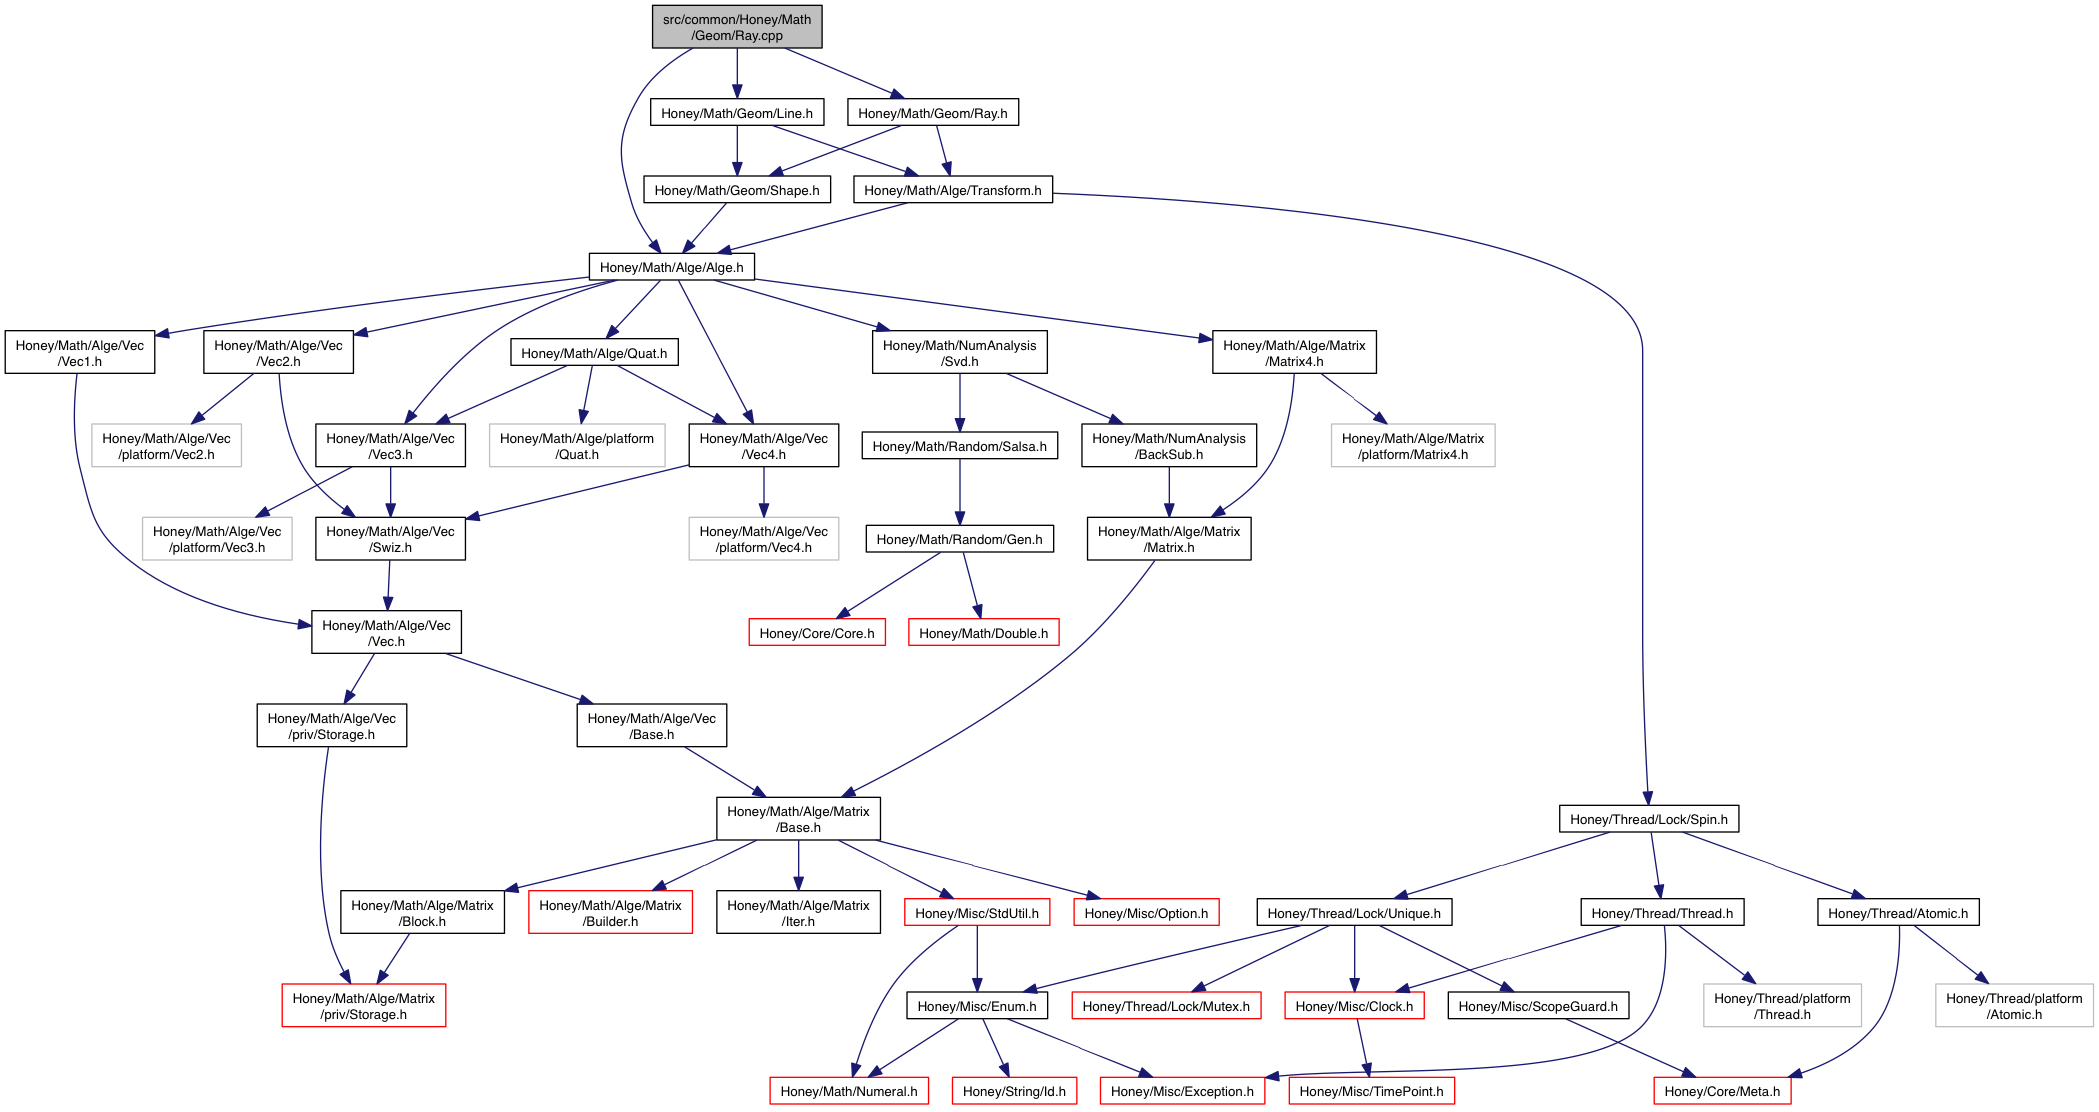 src/common/Honey/Math
/Geom/Ray.cpp
Honey/Math/Geom/Line.h
Honey/Math/Geom/Ray.h
Honey/Math/Geom/Shape.h
Honey/Math/Alge/Transform.h
Honey/Math/Alge/Alge.h
Honey/Math/Alge/Vec
/Vec1.h
Honey/Math/Alge/Vec
/Vec2.h
Honey/Math/Alge/Quat.h
Honey/Math/NumAnalysis
/Svd.h
Honey/Math/Alge/Matrix
/Matrix4.h
Honey/Math/Alge/Vec
/platform/Vec2.h
Honey/Math/Alge/Vec
/Vec3.h
Honey/Math/Alge/platform
/Quat.h
Honey/Math/Alge/Vec
/Vec4.h
Honey/Math/Random/Salsa.h
Honey/Math/NumAnalysis
/BackSub.h
Honey/Math/Alge/Matrix
/platform/Matrix4.h
Honey/Math/Alge/Vec
/platform/Vec3.h
Honey/Math/Alge/Vec
/Swiz.h
Honey/Math/Alge/Vec
/platform/Vec4.h
Honey/Math/Random/Gen.h
Honey/Math/Alge/Matrix
/Matrix.h
Honey/Math/Alge/Vec
/Vec.h
Honey/Core/Core.h
Honey/Math/Double.h
Honey/Math/Alge/Vec
/priv/Storage.h
Honey/Math/Alge/Vec
/Base.h
Honey/Math/Alge/Matrix
/Base.h
Honey/Thread/Lock/Spin.h
Honey/Math/Alge/Matrix
/Block.h
Honey/Math/Alge/Matrix
/Builder.h
Honey/Math/Alge/Matrix
/Iter.h
Honey/Misc/StdUtil.h
Honey/Misc/Option.h
Honey/Thread/Lock/Unique.h
Honey/Thread/Thread.h
Honey/Thread/Atomic.h
Honey/Math/Alge/Matrix
/priv/Storage.h
Honey/Misc/Enum.h
Honey/Thread/Lock/Mutex.h
Honey/Misc/Clock.h
Honey/Misc/ScopeGuard.h
Honey/Thread/platform
/Thread.h
Honey/Thread/platform
/Atomic.h
Honey/Math/Numeral.h
Honey/String/Id.h
Honey/Misc/Exception.h
Honey/Misc/TimePoint.h
Honey/Core/Meta.h